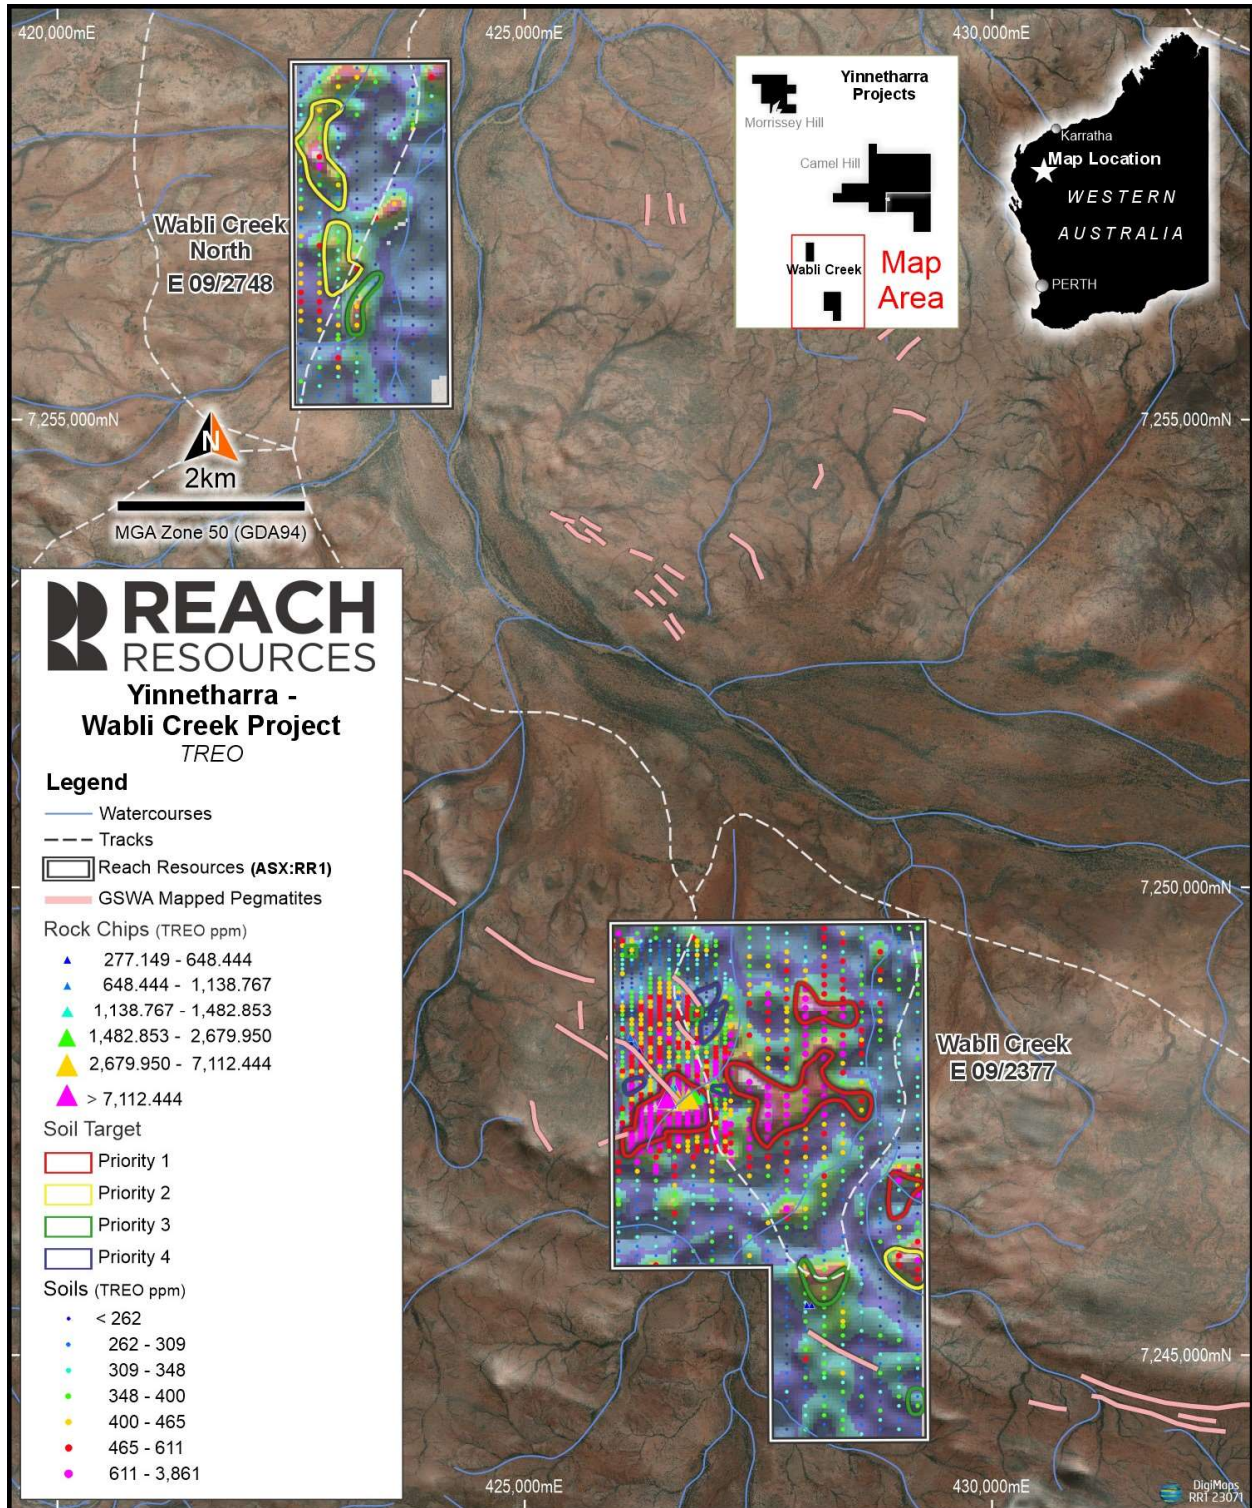 420,000mE
425,000mE
430,000mE
Yinnetharra
Projects
Morrissey Hill
Camel Hill
Wabli Creek
Map
Area
Karratha
Map Location
WESTERN
AUSTRALIA
PERTH
Wabli Creek
North
E 09/2748
7,255,000mN
7,255,000mN
N
2km
MGA Zone 50 (GDA94)
REACH
RESOURCES
Yinnetharra -
Wabli Creek Project
TREO
Legend
Watercourses
Tracks
Reach Resources (ASX:RR1)
GSWA Mapped Pegmatites
Rock Chips (TREO ppm)
277.149 - 648.444
648.444 - 1,138.767
1,138.767 - 1,482.853
1,482.853 - 2,679.950
2,679.950 - 7,112.444
> 7,112.444
Soil Target
Priority 1
Priority 2
Priority 3
Priority 4
Soils (TREO ppm)
< 262
262 - 309
309 - 348
348 - 400
400 - 465
465 - 611
611 - 3,861
7,250,000mN
Wabli Creek
E 09/2377
7,245,000mN
425,000mE
430,000mE
DigiMaps
RR1 23071